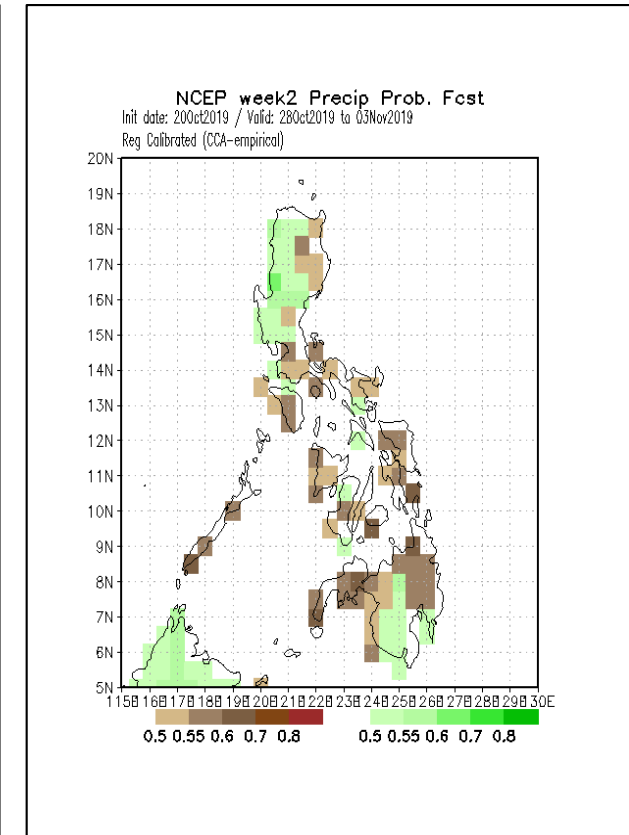 NCEP week2 Precip Prob. Fcst
Init date: 20Oct2019 / Valid: 28Oct2019 to 03Nov2019
Reg Calibrated (CCA-empirical)
20N
19N
18N
17N
16N
15N
14N
13N
12N
11N
10N
9N
8N
7N
6N
5N
115E 116E 117E 118E 119E 120E 121E 122E 123E 124E 125E 126E 127E 128E 129E 130E
0.5 0.55 0.6 0.7 0.8 0.5 0.55 0.6 0.7 0.8